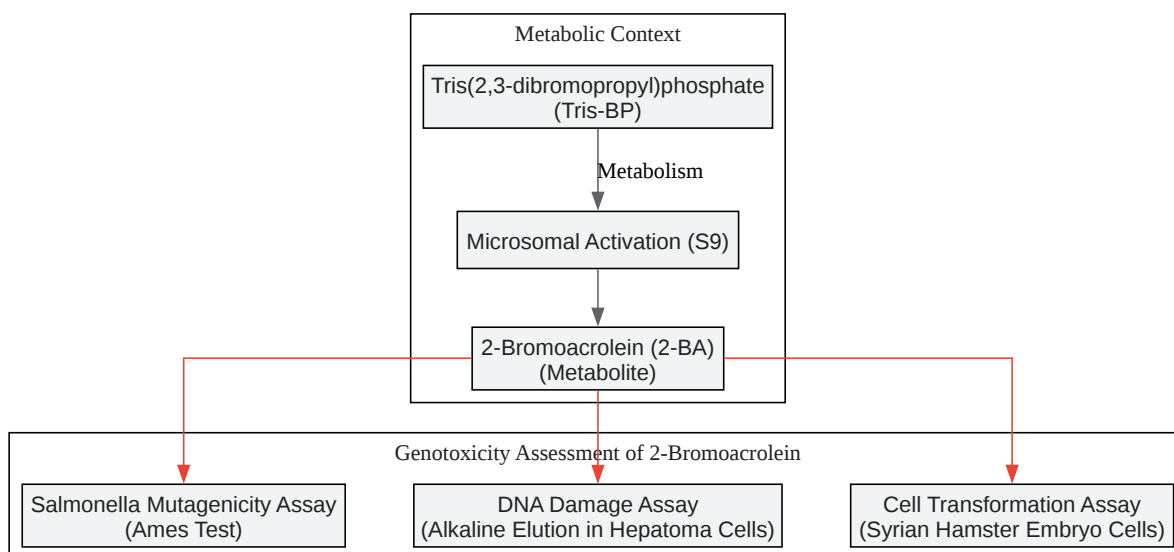 Metabolic Context
Tris(2,3-dibromopropyl)phosphate
(Tris-BP)
Metabolism
Microsomal Activation (S9)
2-Bromoacrolein (2-BA)
(Metabolite)
Genotoxicity Assessment of 2-Bromoacrolein
Salmonella Mutagenicity Assay
(Ames Test)
DNA Damage Assay
(Alkaline Elution in Hepatoma Cells)
Cell Transformation Assay
(Syrian Hamster Embryo Cells)